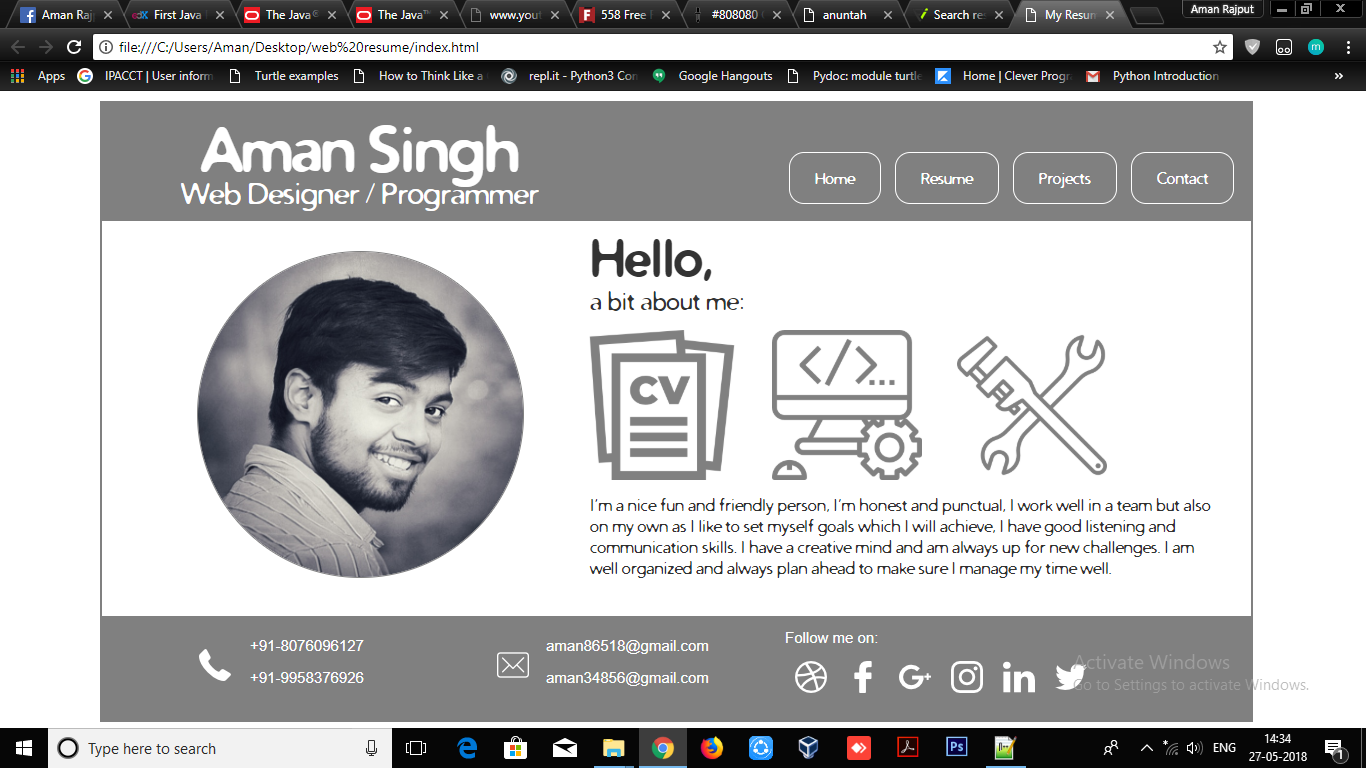 Aman Raj
First Java
The Java
The Java
www.yout
558 Free
#808080
anuntah
Search re
My Resum
Aman Rajput
file:///C:/Users/Aman/Desktop/web%20resume/index.html
Apps
IPACCT | User inform
Turtle examples
How to Think Like a
repl.it - Python3 Con
Google Hangouts
Pydoc: module turtle
Home | Clever Progr
Python Introduction
»
Aman Singh
Web Designer / Programmer
Home
Resume
Projects
Contact
Hello,
a bit about me:
CV
</>...
I'm a nice fun and friendly person, I'm honest and punctual, I work well in a team but also
on my own as I like to set myself goals which I will achieve, I have good listening and
communication skills. I have a creative mind and am always up for new challenges. I am
well organized and always plan ahead to make sure I manage my time well.
+91-8076096127
+91-9958376926
aman86518@gmail.com
aman34856@gmail.com
Follow me on:
Activate Windows
Go to Settings to activate Windows.
Type here to search
ENG
14:34
27-05-2018